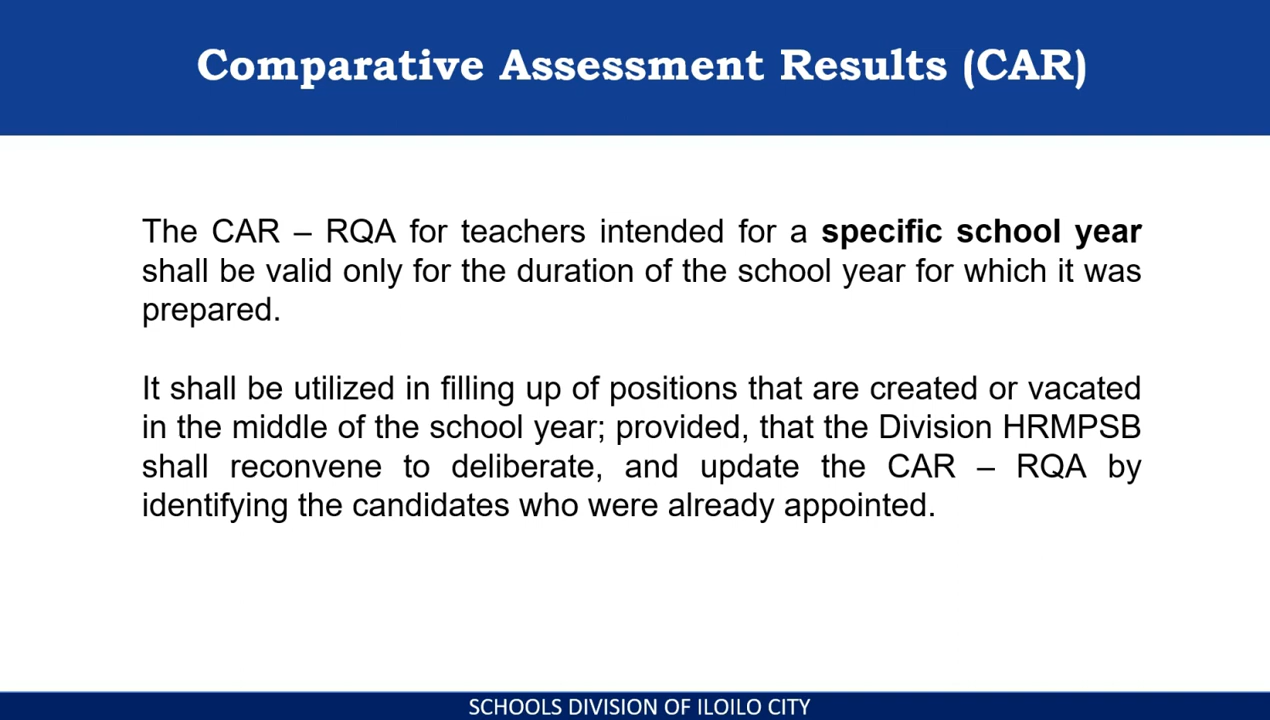 Comparative Assessment Results (CAR)
The CAR – RQA for teachers intended for a specific school year
shall be valid only for the duration of the school year for which it was
prepared.
It shall be utilized in filling up of positions that are created or vacated
in the middle of the school year; provided, that the Division HRMPSB
shall reconvene to deliberate, and update the CAR – RQA by
identifying the candidates who were already appointed.
SCHOOLS DIVISION OF ILOILO CITY